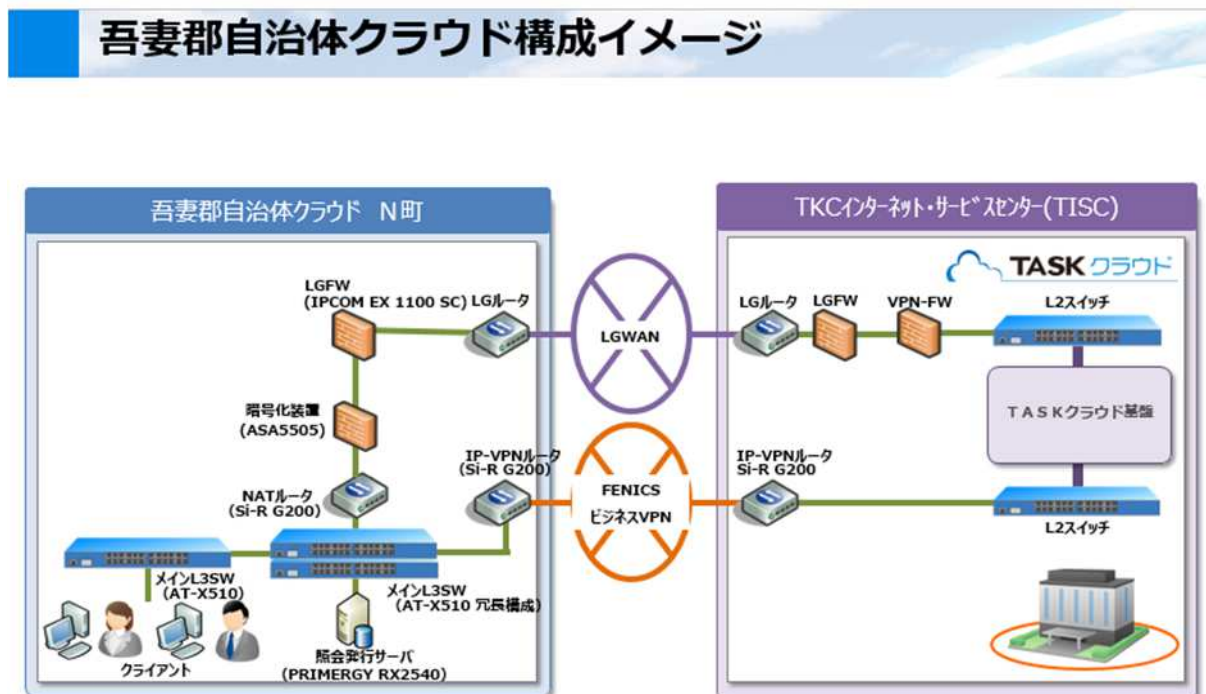 吾妻郡自治体クラウド構成イメージ
吾妻郡自治体クラウド N町
TKCインターネット・サービスセンター(TISC)
TASKクラウド
LGFW
(IPCOM EX 1100 SC)
LGルータ
LGWAN
LGルータ
LGFW
VPN-FW
L2スイッチ
TASKクラウド基盤
暗号化装置
(ASA5505)
IP-VPNルータ
(Si-R G200)
FENICS
ビジネスVPN
IP-VPNルータ
Si-R G200
NATルータ
(Si-R G200)
L2スイッチ
メインL3SW
(AT-X510)
メインL3SW
(AT-X510 冗長構成)
クライアント
照会発行サーバ
(PRIMERGY RX2540)